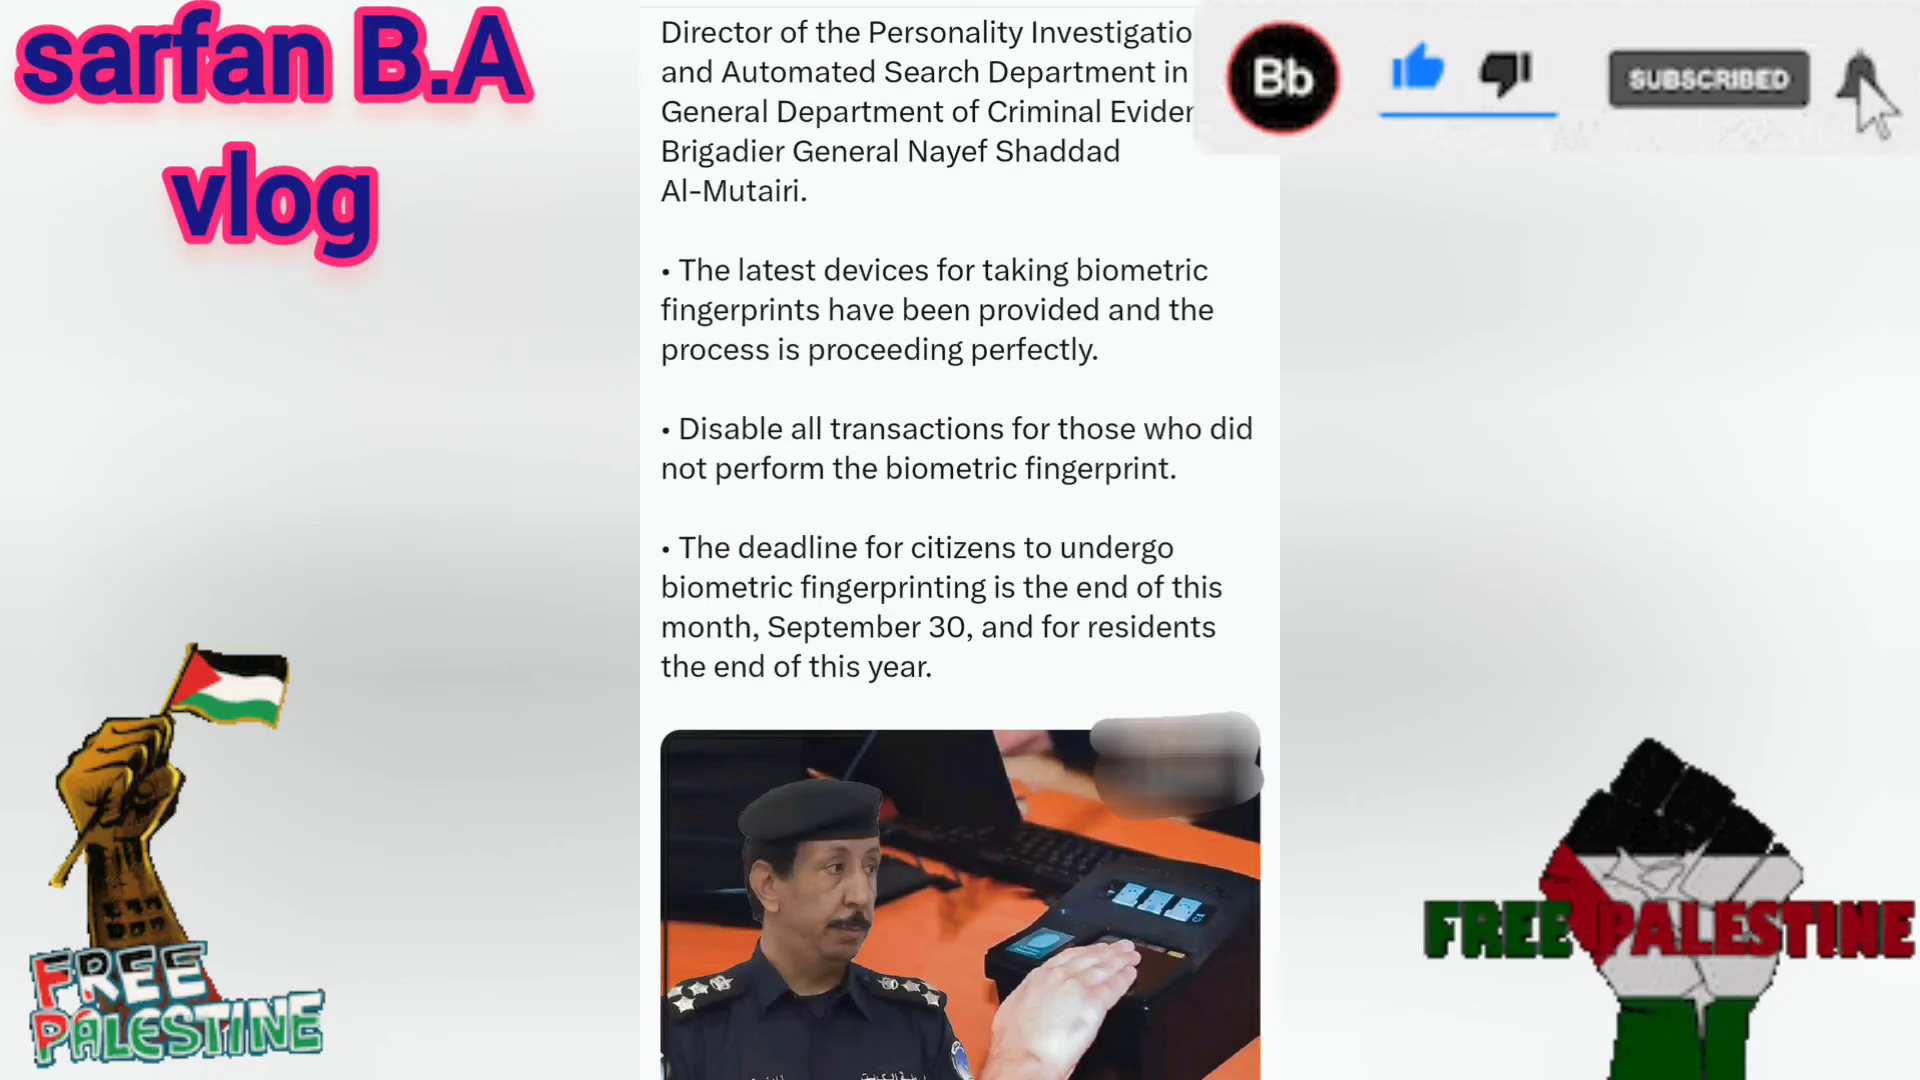 sarfan B.A
vlog
Director of the Personality Investigatio
and Automated Search Department in
General Department of Criminal Eviden
Brigadier General Nayef Shaddad
Al-Mutairi.
• The latest devices for taking biometric
fingerprints have been provided and the
process is proceeding perfectly.
• Disable all transactions for those who did
not perform the biometric fingerprint.
• The deadline for citizens to undergo
biometric fingerprinting is the end of this
month, September 30, and for residents
the end of this year.
Bb
SUBSCRIBED
FREE
PALESTINE
FREE PALESTINE